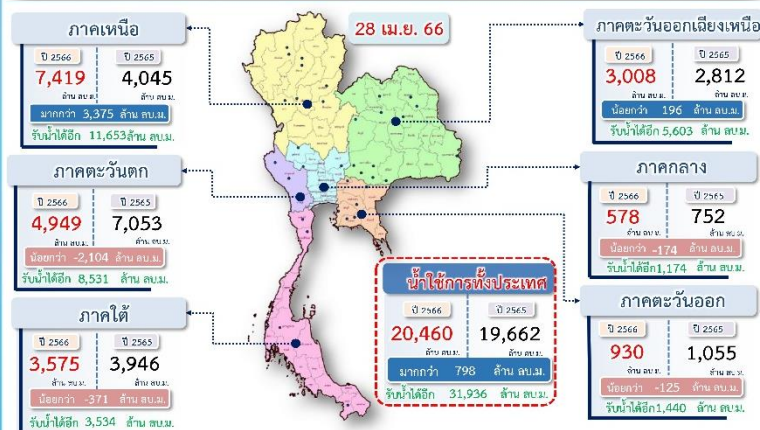 28 เม.ย. 66
ภาคเหนือ
ปี 2566 ปี 2565
7,419 4,045
ล้าน ลบ.ม. ล้าน ลบ.ม.
มากกว่า 3,375 ล้าน ลบ.ม.
รับน้ำได้อีก 11,653ล้าน ลบ.ม.
ภาคตะวันตก
ปี 2566 ปี 2565
4,949 7,053
ล้าน ลบ.ม. ล้าน ลบ.ม.
น้อยกว่า -2,104 ล้าน ลบ.ม.
รับน้ำได้อีก 8,531 ล้าน ลบ.ม.
ภาคใต้
ปี 2566 ปี 2565
3,575 3,946
ล้าน ลบ.ม. ล้าน ลบ.ม.
น้อยกว่า -371 ล้าน ลบ.ม.
รับน้ำได้อีก 3,534 ล้าน ลบ.ม.
น้ำใช้การทั้งประเทศ
ปี 2566 ปี 2565
20,460 19,662
ล้าน ลบ.ม. ล้าน ลบ.ม.
มากกว่า 798 ล้าน ลบ.ม.
รับน้ำได้อีก 31,936 ล้าน ลบ.ม.
ภาคตะวันออกเฉียงเหนือ
ปี 2566 ปี 2565
3,008 2,812
ล้าน ลบ.ม. ล้าน ลบ.ม.
น้อยกว่า 196 ล้าน ลบ.ม.
รับน้ำได้อีก 5,603 ล้าน ลบ.ม.
ภาคกลาง
ปี 2566 ปี 2565
578 752
ล้าน ลบ.ม. ล้าน ลบ.ม.
น้อยกว่า -174 ล้าน ลบ.ม.
รับน้ำได้อีก1,174 ล้าน ลบ.ม.
ภาคตะวันออก
ปี 2566 ปี 2565
930 1,055
ล้าน ลบ.ม. ล้าน ลบ.ม.
น้อยกว่า -125 ล้าน ลบ.ม.
รับน้ำได้อีก1,440 ล้าน ลบ.ม.